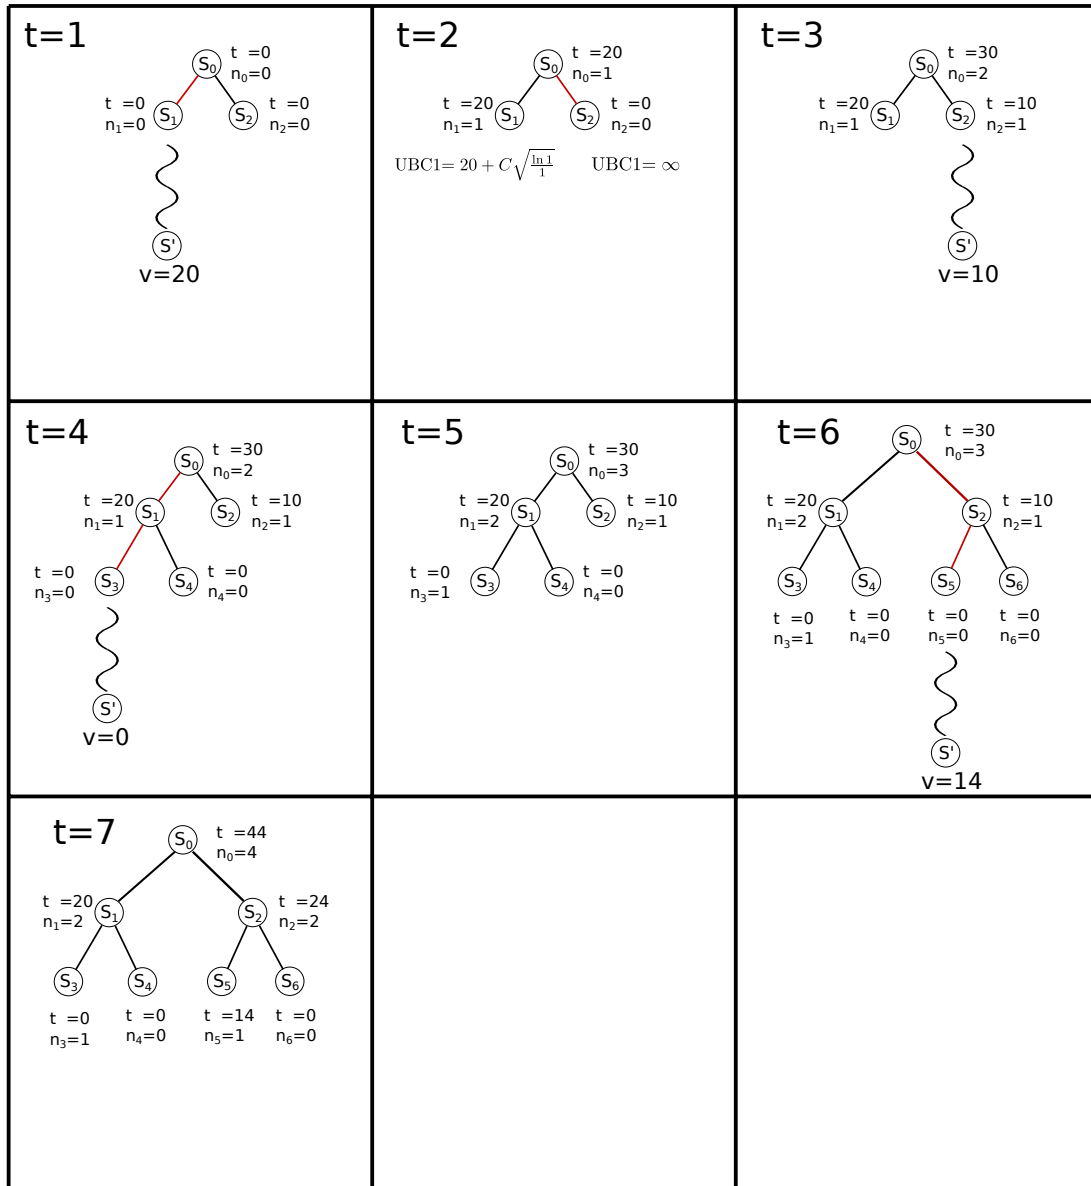 t=1
t =0
n₀=0
S₀
t =0
n₁=0
S₁
S₂
t =0
n₂=0
S'
v=20
t=2
t =20
n₀=1
S₀
t =20
n₁=1
S₁
S₂
t =0
n₂=0
UBC1= 20 + C√(ln 1/1)
UBC1= ∞
t=3
t =30
n₀=2
S₀
t =20
n₁=1
S₁
S₂
t =10
n₂=1
S'
v=10
t=4
t =30
n₀=2
S₀
t =20
n₁=1
S₁
S₂
t =10
n₂=1
t =0
n₃=0
S₃
S₄
t =0
n₄=0
S'
v=0
t=5
t =30
n₀=3
S₀
t =20
n₁=2
S₁
S₂
t =10
n₂=1
t =0
n₃=1
S₃
S₄
t =0
n₄=0
t=6
S₀
t =30
n₀=3
t =20
n₁=2
S₁
S₂
t =10
n₂=1
S₃
S₄
S₅
S₆
t =0
n₃=1
t =0
n₄=0
t =0
n₅=0
t =0
n₆=0
S'
v=14
t=7
S₀
t =44
n₀=4
t =20
n₁=2
S₁
S₂
t =24
n₂=2
S₃
S₄
S₅
S₆
t =0
n₃=1
t =0
n₄=0
t =14
n₅=1
t =0
n₆=0